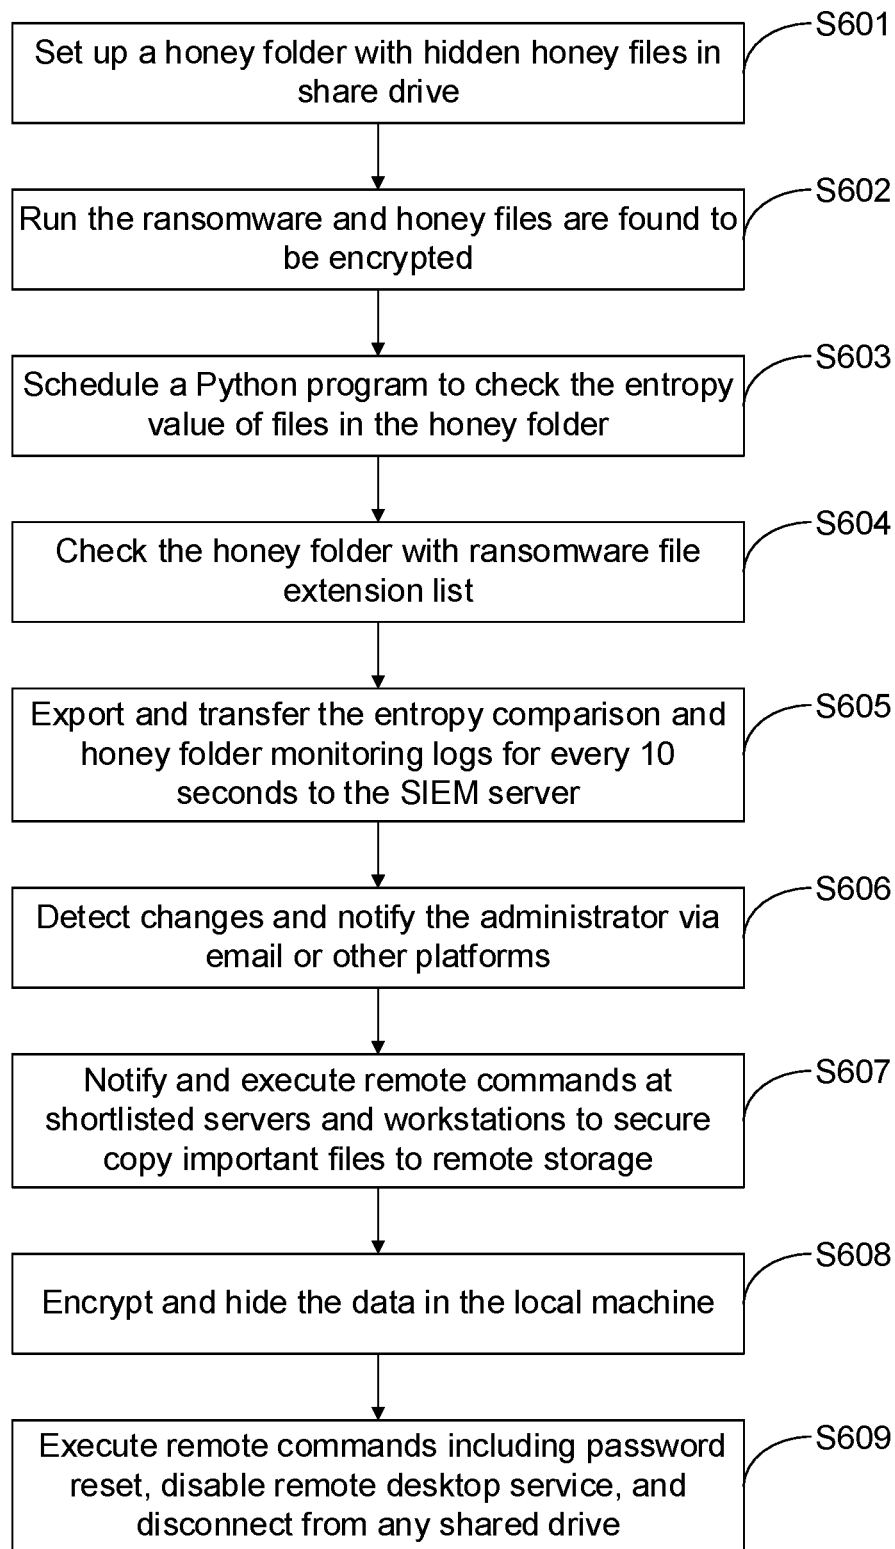 S601
Set up a honey folder with hidden honey files in
share drive
S602
Run the ransomware and honey files are found to
be encrypted
S603
Schedule a Python program to check the entropy
value of files in the honey folder
S604
Check the honey folder with ransomware file
extension list
S605
Export and transfer the entropy comparison and
honey folder monitoring logs for every 10
seconds to the SIEM server
S606
Detect changes and notify the administrator via
email or other platforms
S607
Notify and execute remote commands at
shortlisted servers and workstations to secure
copy important files to remote storage
S608
Encrypt and hide the data in the local machine
S609
Execute remote commands including password
reset, disable remote desktop service, and
disconnect from any shared drive